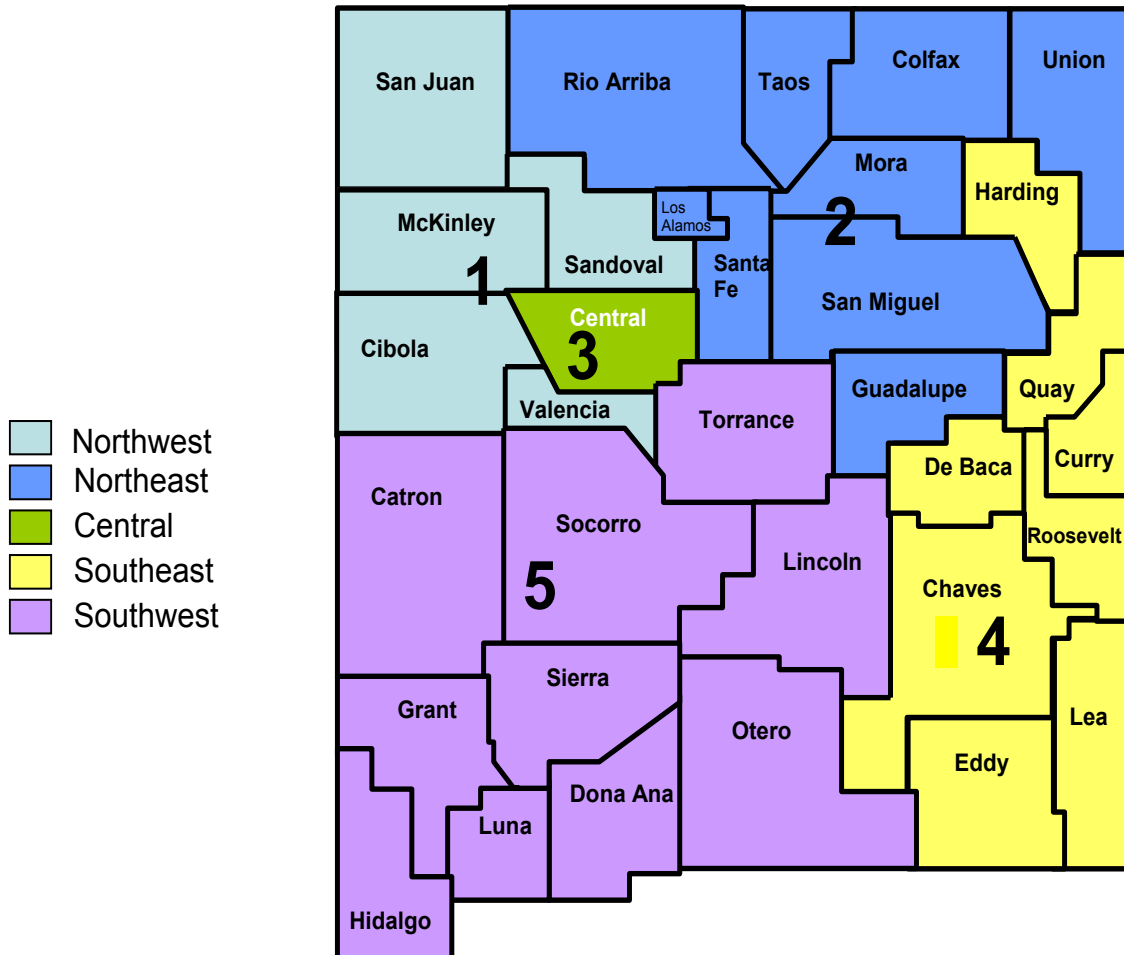 San Juan
Rio Arriba
Taos
Colfax
Union
Mora
Harding
Los
Alamos
McKinley
2
Sandoval
Santa
Fe
1
San Miguel
Central
3
Cibola
Guadalupe
Quay
Valencia
Torrance
Northwest
Northeast
Central
Southeast
Southwest
De Baca
Curry
Catron
Socorro
Roosevelt
Lincoln
5
Chaves
4
Sierra
Grant
Otero
Lea
Eddy
Dona Ana
Luna
Hidalgo